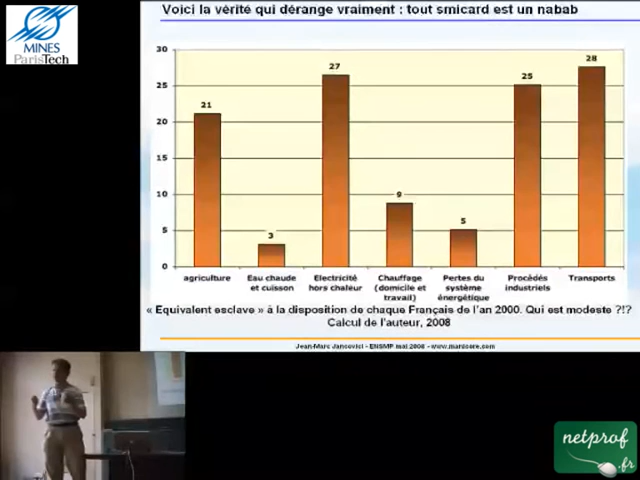 MINES
ParisTech
Voici la vérité qui dérange vraiment : tout smicard est un nabab
30
25
20
15
10
5
0
21
3
27
9
5
25
28
agriculture
Eau chaude
et cuisson
Electricité
hors chaleur
Chauffage
(domicile et
travail)
Pertes du
système
énergétique
Procédés
industriels
Transports
« Equivalent esclave » à la disposition de chaque Français de l'an 2000. Qui est modeste ?!?
Calcul de l'auteur, 2008
Jean-Marc Jancovici - ENSMP mai 2008 - www.manicore.com
netprof
.fr